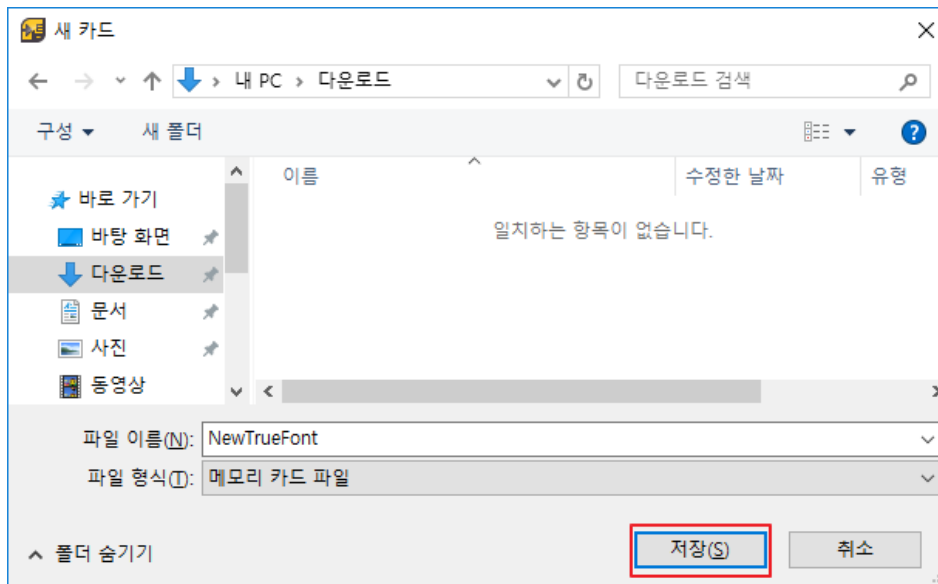 새 카드
내 PC › 다운로드
다운로드 검색
구성
새 폴더
이름
수정한 날짜
유형
일치하는 항목이 없습니다.
바로 가기
바탕 화면
다운로드
문서
사진
동영상
파일 이름(N): NewTrueFont
파일 형식(T): 메모리 카드 파일
폴더 숨기기
저장(S)
취소